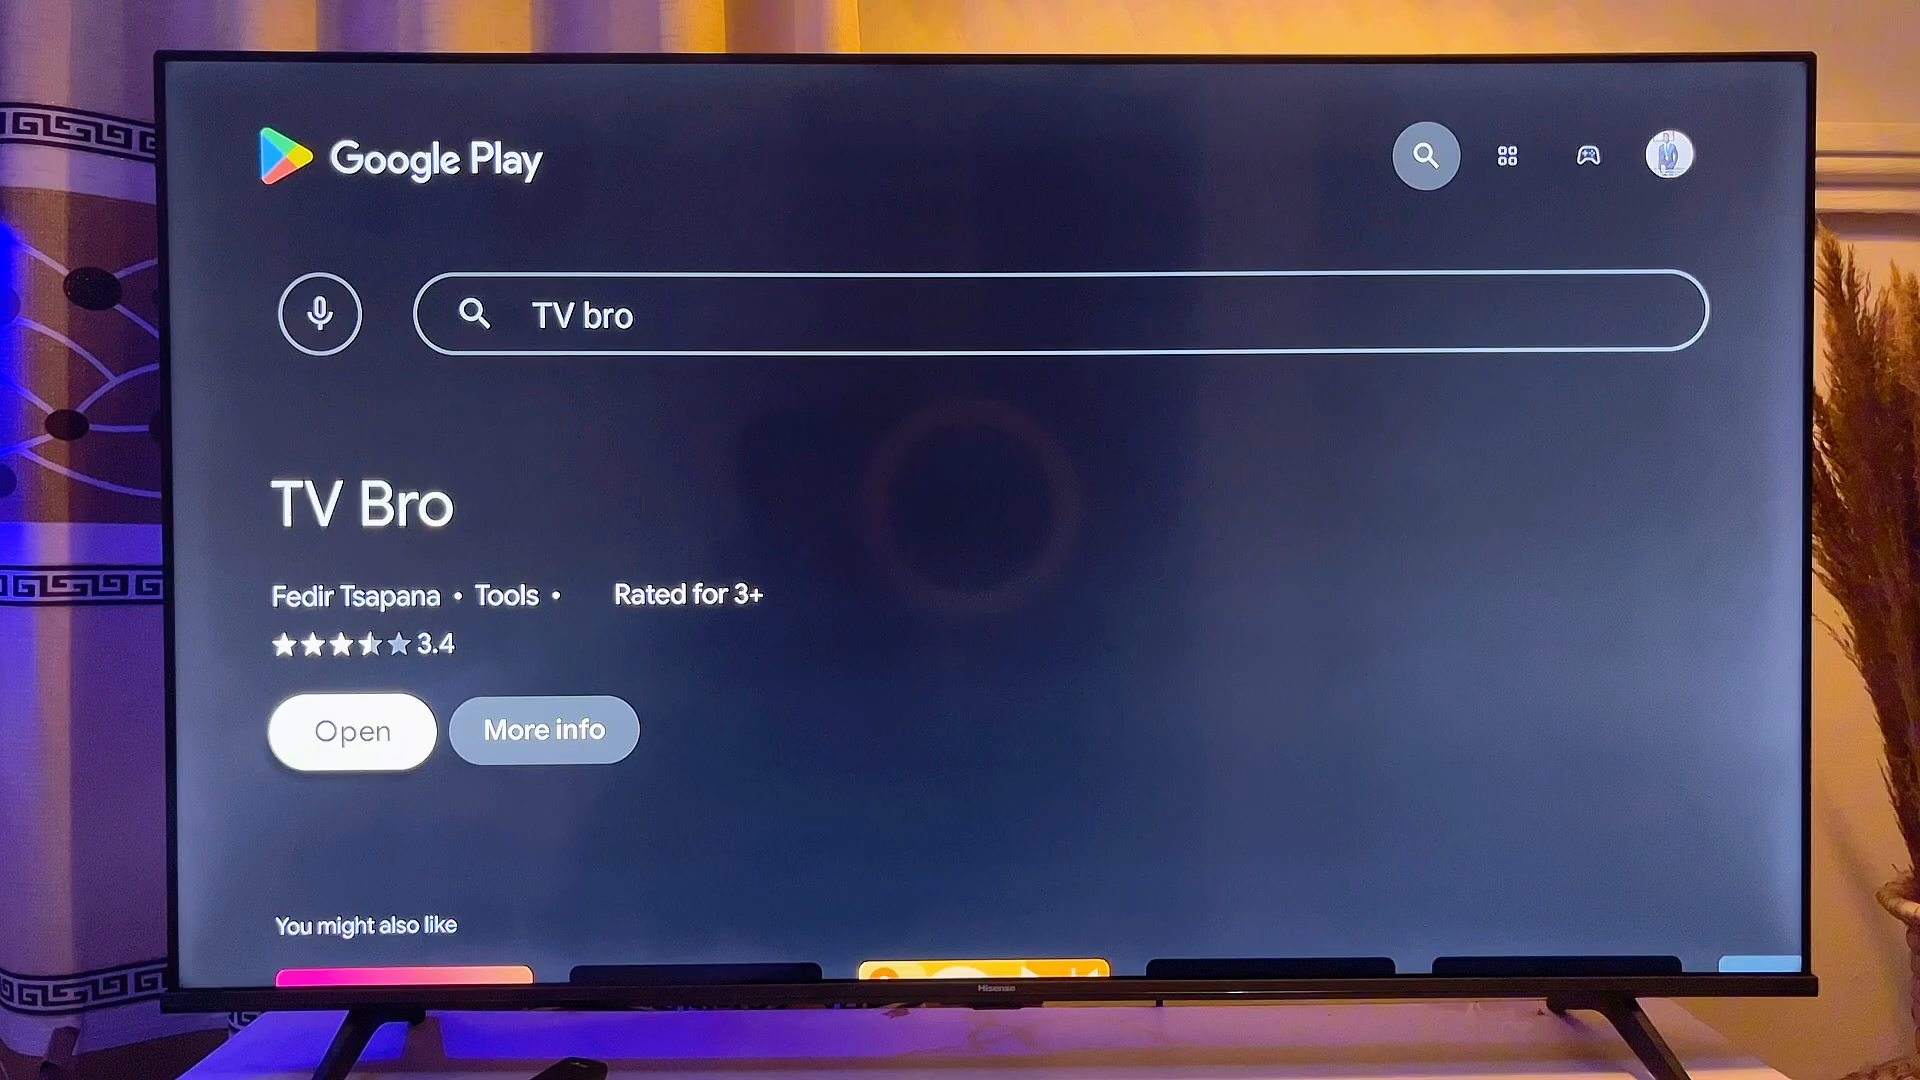 Google Play
TV bro
TV Bro
Fedir Tsapana • Tools • Rated for 3+
3.4
Open
More info
You might also like
Hisense